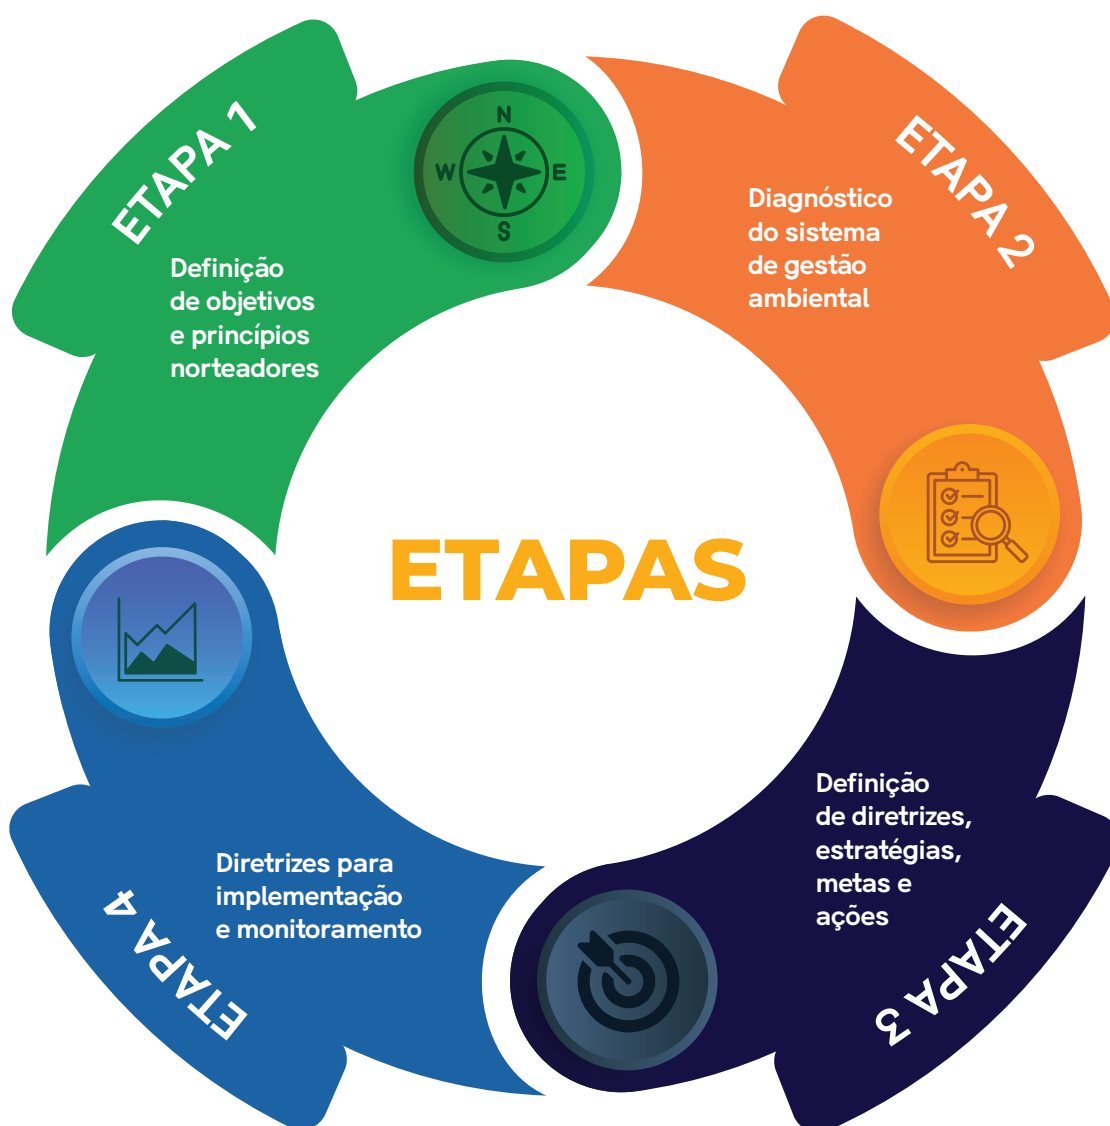 ETAPA 1
N
W
E
S
Definição
de objetivos
e princípios
norteadores
ETAPA 2
Diagnóstico
do sistema
de gestão
ambiental
ETAPAS
Definição
de diretrizes,
estratégias,
metas e
ações
ETAPA 3
Diretrizes para
implementação
e monitoramento
ETAPA 4